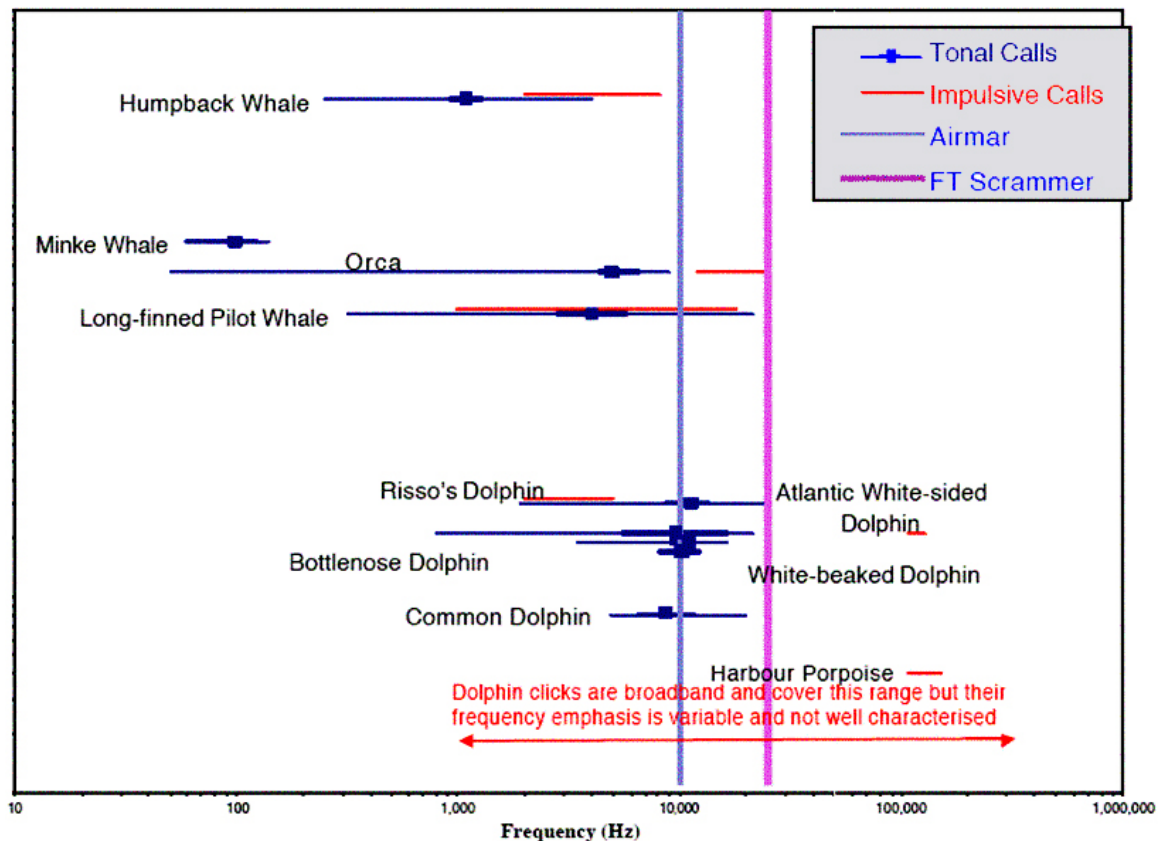 Tonal Calls
Impulsive Calls
Airmar
FT Scrammer
Humpback Whale
Minke Whale
Orca
Long-finned Pilot Whale
Risso's Dolphin
Atlantic White-sided
Dolphin
Bottlenose Dolphin
White-beaked Dolphin
Common Dolphin
Harbour Porpoise
Dolphin clicks are broadband and cover this range but their
frequency emphasis is variable and not well characterised
10 100 1,000 10,000 100,000 1,000,000
Frequency (Hz)